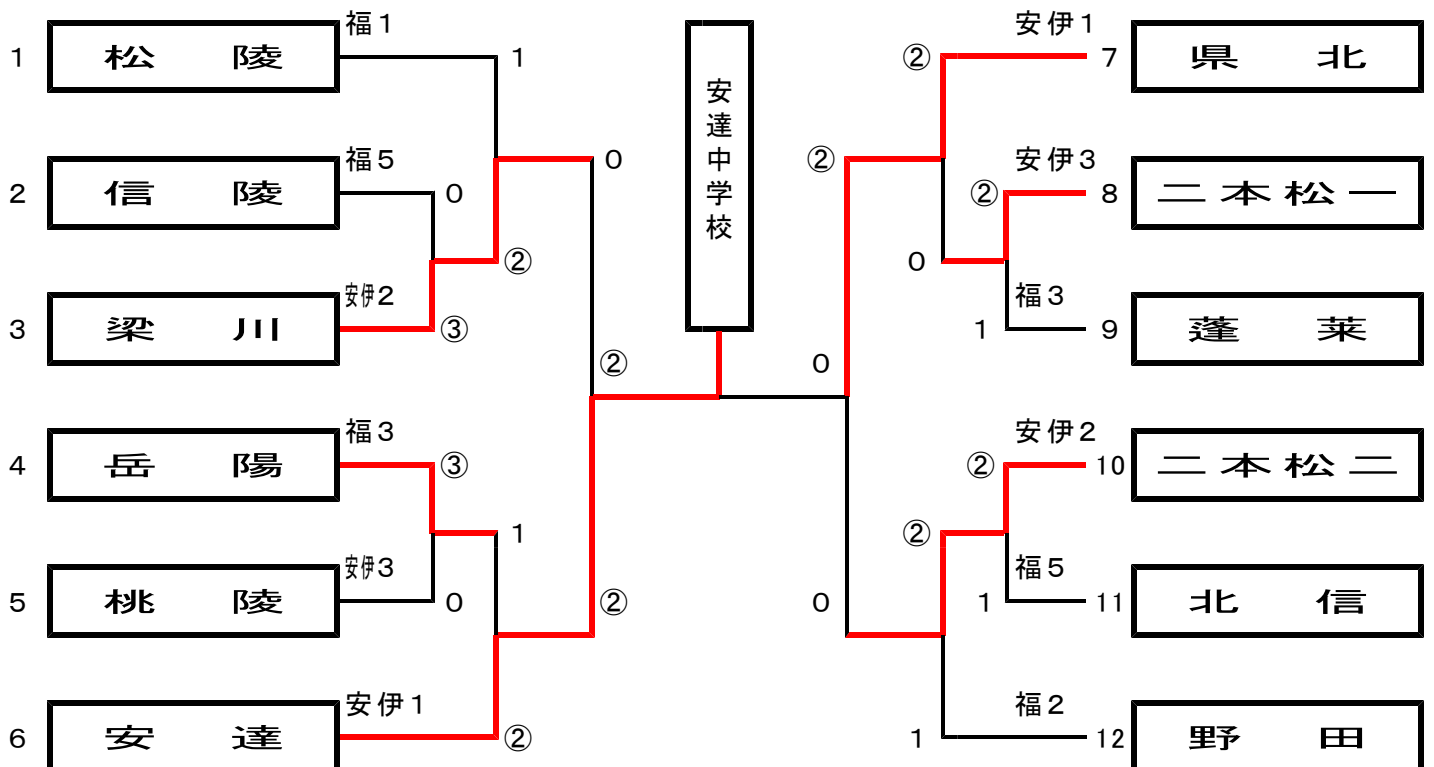 福１
1 松 陵 1
福５
2 信 陵 0
0
②
安伊２
3 梁 川 ③
②
福３
4 岳 陽 ③
1
安伊３
5 桃 陵 0
②
安伊１
6 安 達 ②
安達中学校
安伊１
② 7 県 北
②
安伊３
② 8 二本松一
0
福３
1 9 蓬 莱
0
安伊２
② 10 二本松二
②
福５
1 11 北 信
0
福２
1 12 野 田